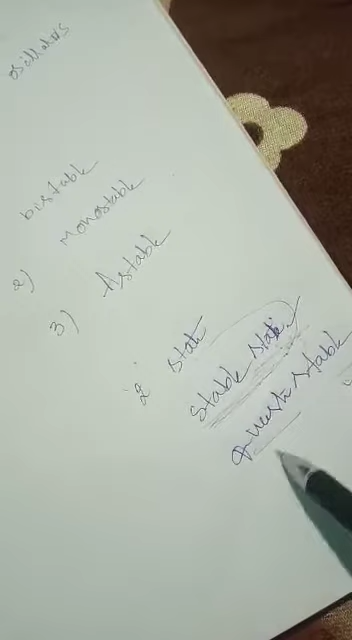 oscillators
bistable
2) monostable
3) Astable
2 state
stable state
quasi stable